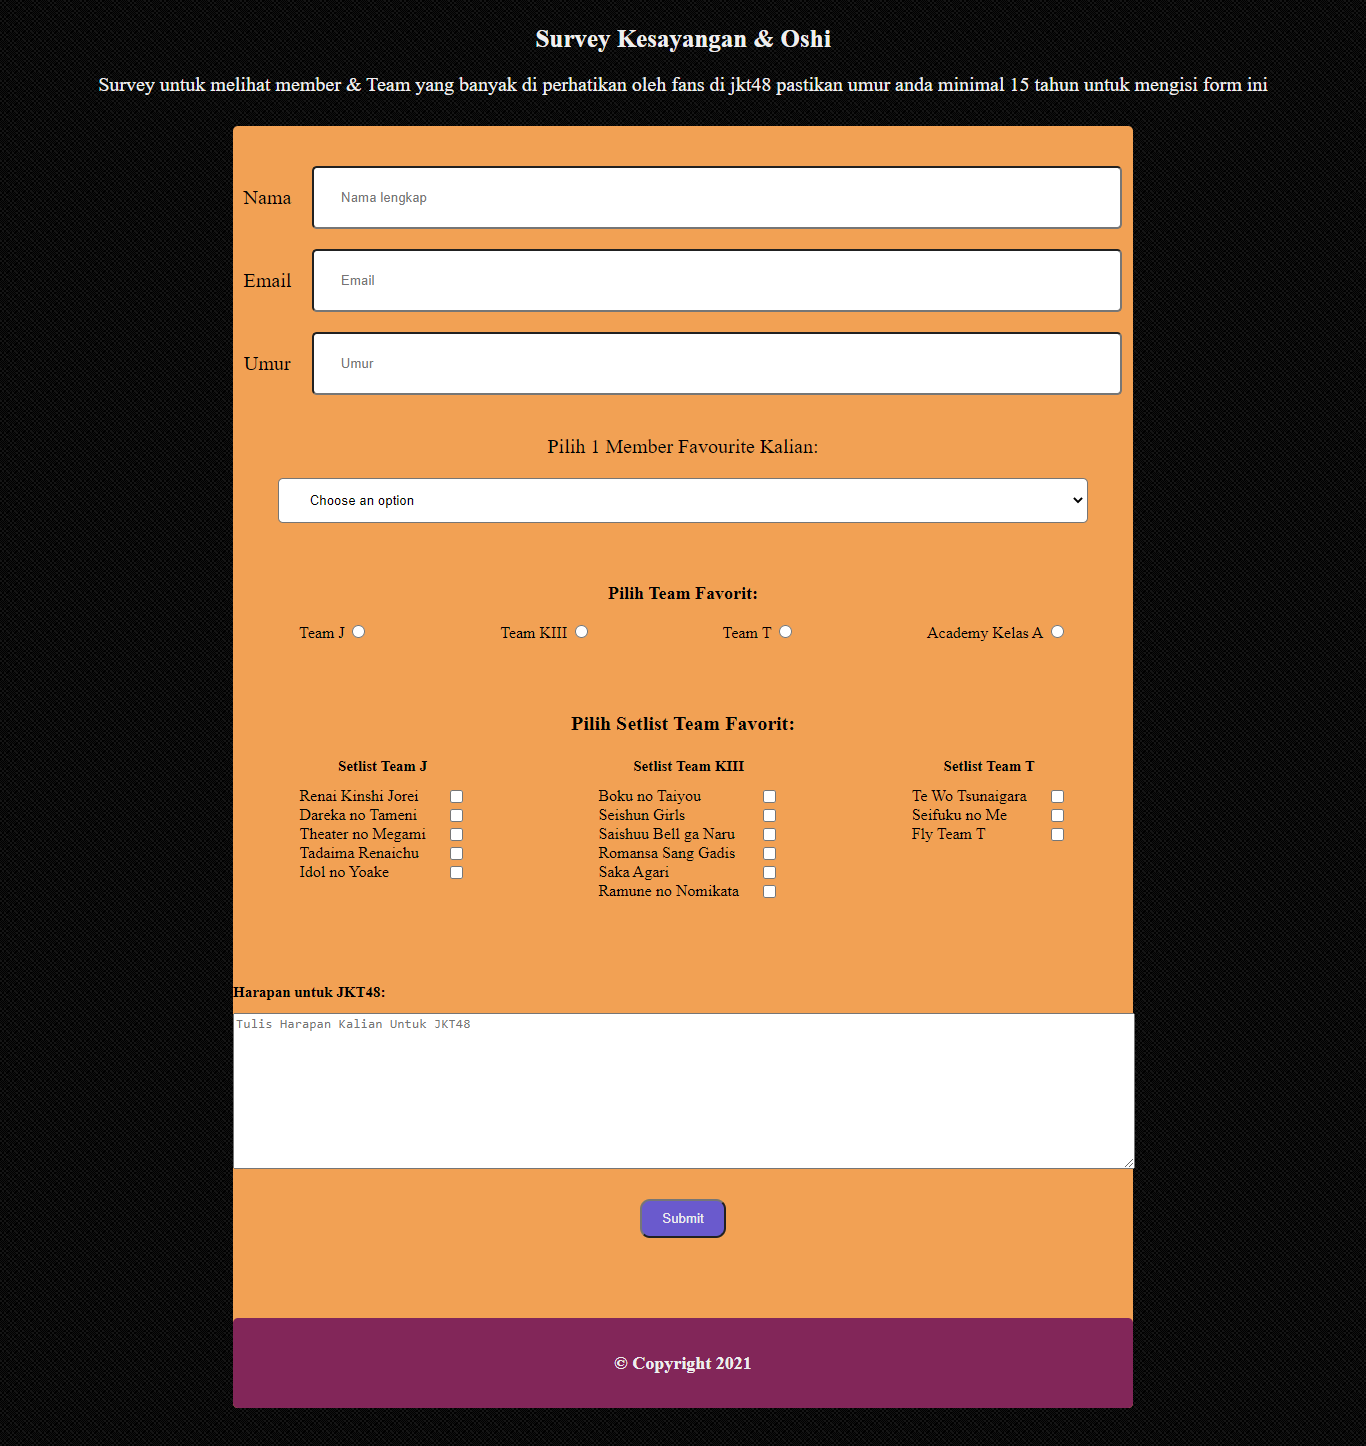 Survey Kesayangan & Oshi
Survey untuk melihat member & Team yang banyak di perhatikan oleh fans di jkt48 pastikan umur anda minimal 15 tahun untuk mengisi form ini
Nama
Nama lengkap
Email
Email
Umur
Umur
Pilih 1 Member Favourite Kalian:
Choose an option
Pilih Team Favorit:
Team J Team KIII Team T Academy Kelas A
Pilih Setlist Team Favorit:
Setlist Team J
Renai Kinshi Jorei
Dareka no Tameni
Theater no Megami
Tadaima Renaichu
Idol no Yoake
Setlist Team KIII
Boku no Taiyou
Seishun Girls
Saishuu Bell ga Naru
Romansa Sang Gadis
Saka Agari
Ramune no Nomikata
Setlist Team T
Te Wo Tsunaigara
Seifuku no Me
Fly Team T
Harapan untuk JKT48:
Tulis Harapan Kalian Untuk JKT48
Submit
© Copyright 2021